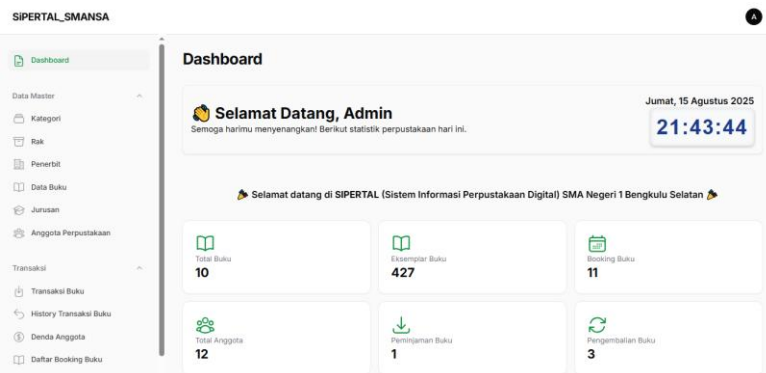 SiPERTAL_SMANSA
A
Dashboard
Data Master
Kategori
Rak
Penerbit
Data Buku
Jurusan
Anggota Perpustakaan
Transaksi
Transaksi Buku
History Transaksi Buku
Denda Anggota
Daftar Booking Buku
Dashboard
Selamat Datang, Admin
Semoga harimu menyenangkan! Berikut statistik perpustakaan hari ini.
Jumat, 15 Agustus 2025
21:43:44
Selamat datang di SIPERTAL (Sistem Informasi Perpustakaan Digital) SMA Negeri 1 Bengkulu Selatan
Total Buku
10
Eksemplar Buku
427
Booking Buku
11
Total Anggota
12
Peminjaman Buku
1
Pengembalian Buku
3